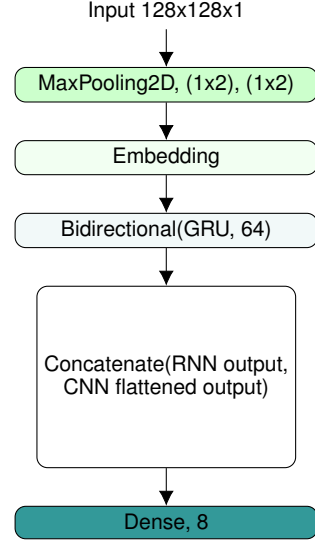 Input 128x128x1
MaxPooling2D, (1x2), (1x2)
Embedding
Bidirectional(GRU, 64)
Concatenate(RNN output,
CNN flattened output)
Dense, 8